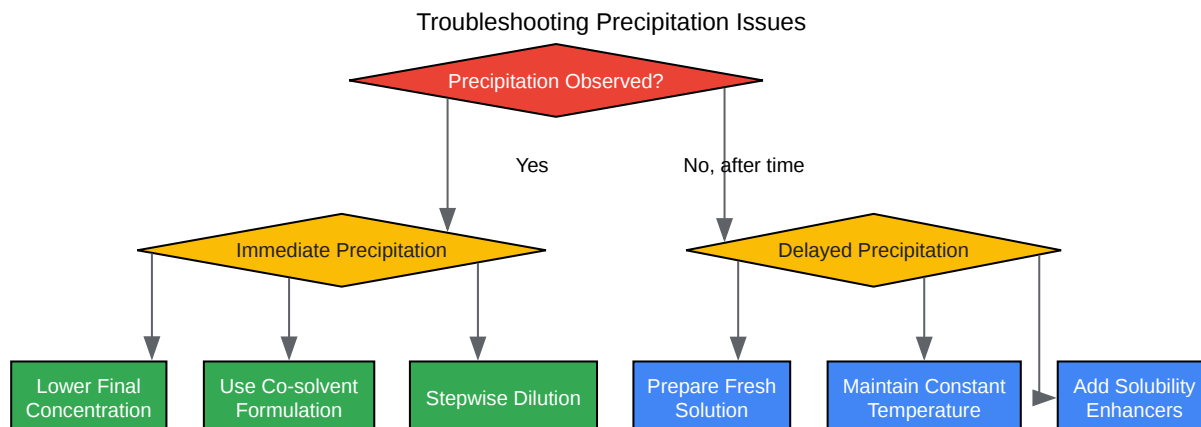 Troubleshooting Precipitation Issues
Precipitation Observed?
Yes
No, after time
Immediate Precipitation
Delayed Precipitation
Lower Final
Concentration
Use Co-solvent
Formulation
Stepwise Dilution
Prepare Fresh
Solution
Maintain Constant
Temperature
Add Solubility
Enhancers